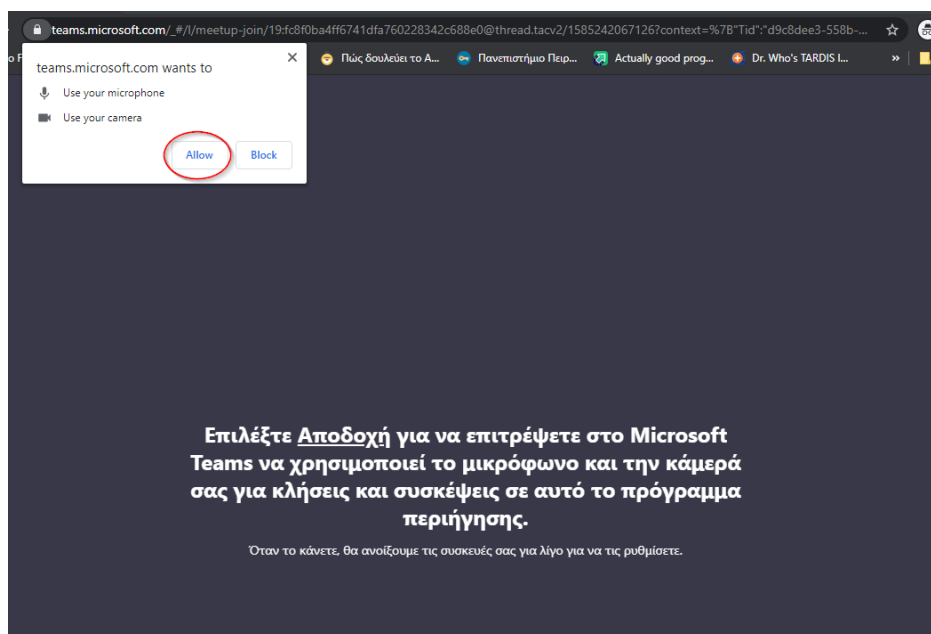 teams.microsoft.com/_#/l/meetup-join/19:fc8f0ba4ff6741dfa760228342c688e0@thread.tacv2/1585242067126?context=%7B"Tid":"d9c8dee3-558b-...
Πώς δουλεύει το Α... Πανεπιστήμιο Πειρ... Actually good prog... Dr. Who's TARDIS I... »
teams.microsoft.com wants to
Use your microphone
Use your camera
Allow Block
Επιλέξτε Αποδοχή για να επιτρέψετε στο Microsoft
Teams να χρησιμοποιεί το μικρόφωνο και την κάμερά
σας για κλήσεις και συσκέψεις σε αυτό το πρόγραμμα
περιήγησης.
Όταν το κάνετε, θα ανοίξουμε τις συσκευές σας για λίγο για να τις ρυθμίσετε.